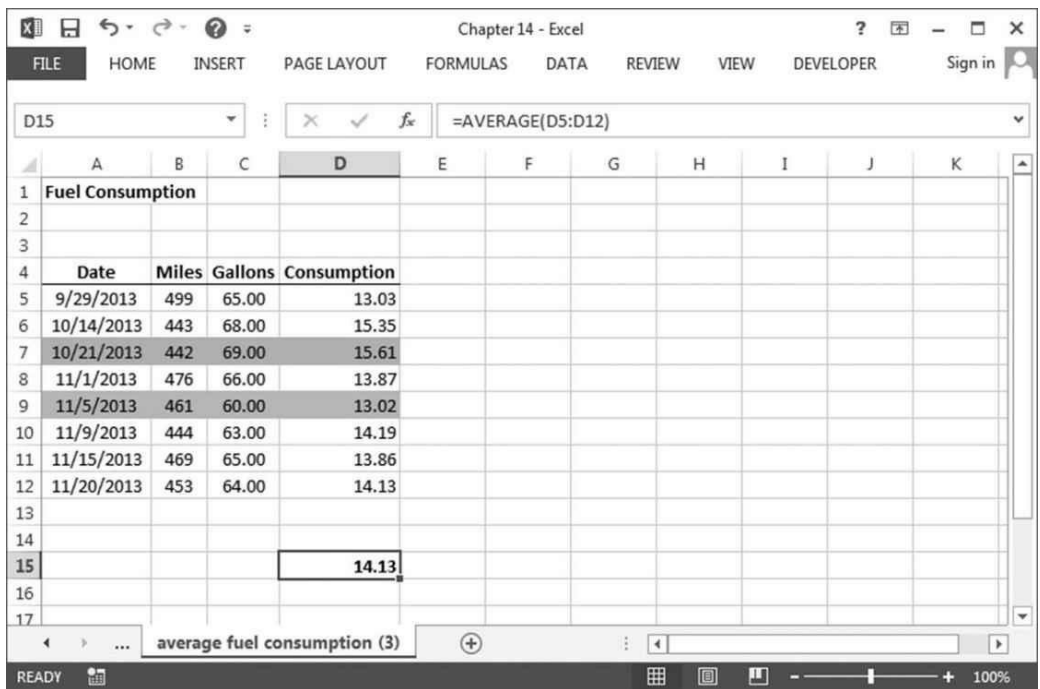 Chapter 14 - Excel
?
FILE HOME INSERT PAGE LAYOUT FORMULAS DATA REVIEW VIEW DEVELOPER Sign in
D15 fx =AVERAGE(D5:D12)
A B C D E F G H I J K
1 Fuel Consumption
2
3
4 Date Miles Gallons Consumption
5 9/29/2013 499 65.00 13.03
6 10/14/2013 443 68.00 15.35
7 10/21/2013 442 69.00 15.61
8 11/1/2013 476 66.00 13.87
9 11/5/2013 461 60.00 13.02
10 11/9/2013 444 63.00 14.19
11 11/15/2013 469 65.00 13.86
12 11/20/2013 453 64.00 14.13
13
14
15 14.13
16
17
... average fuel consumption (3)
READY 100%